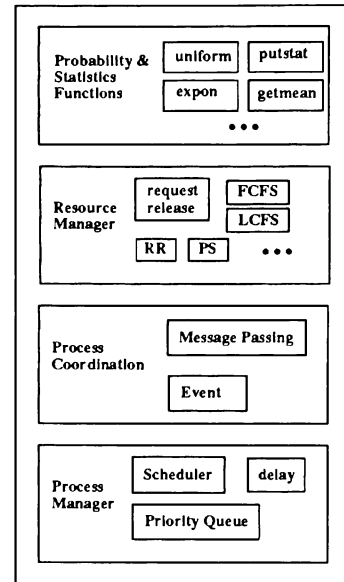 Probability &
Statistics
Functions
uniform
putstat
expon
getmean
•••
Resource
Manager
request
release
FCFS
LCFS
RR
PS
•••
Process
Coordination
Message Passing
Event
Process
Manager
Scheduler
delay
Priority Queue